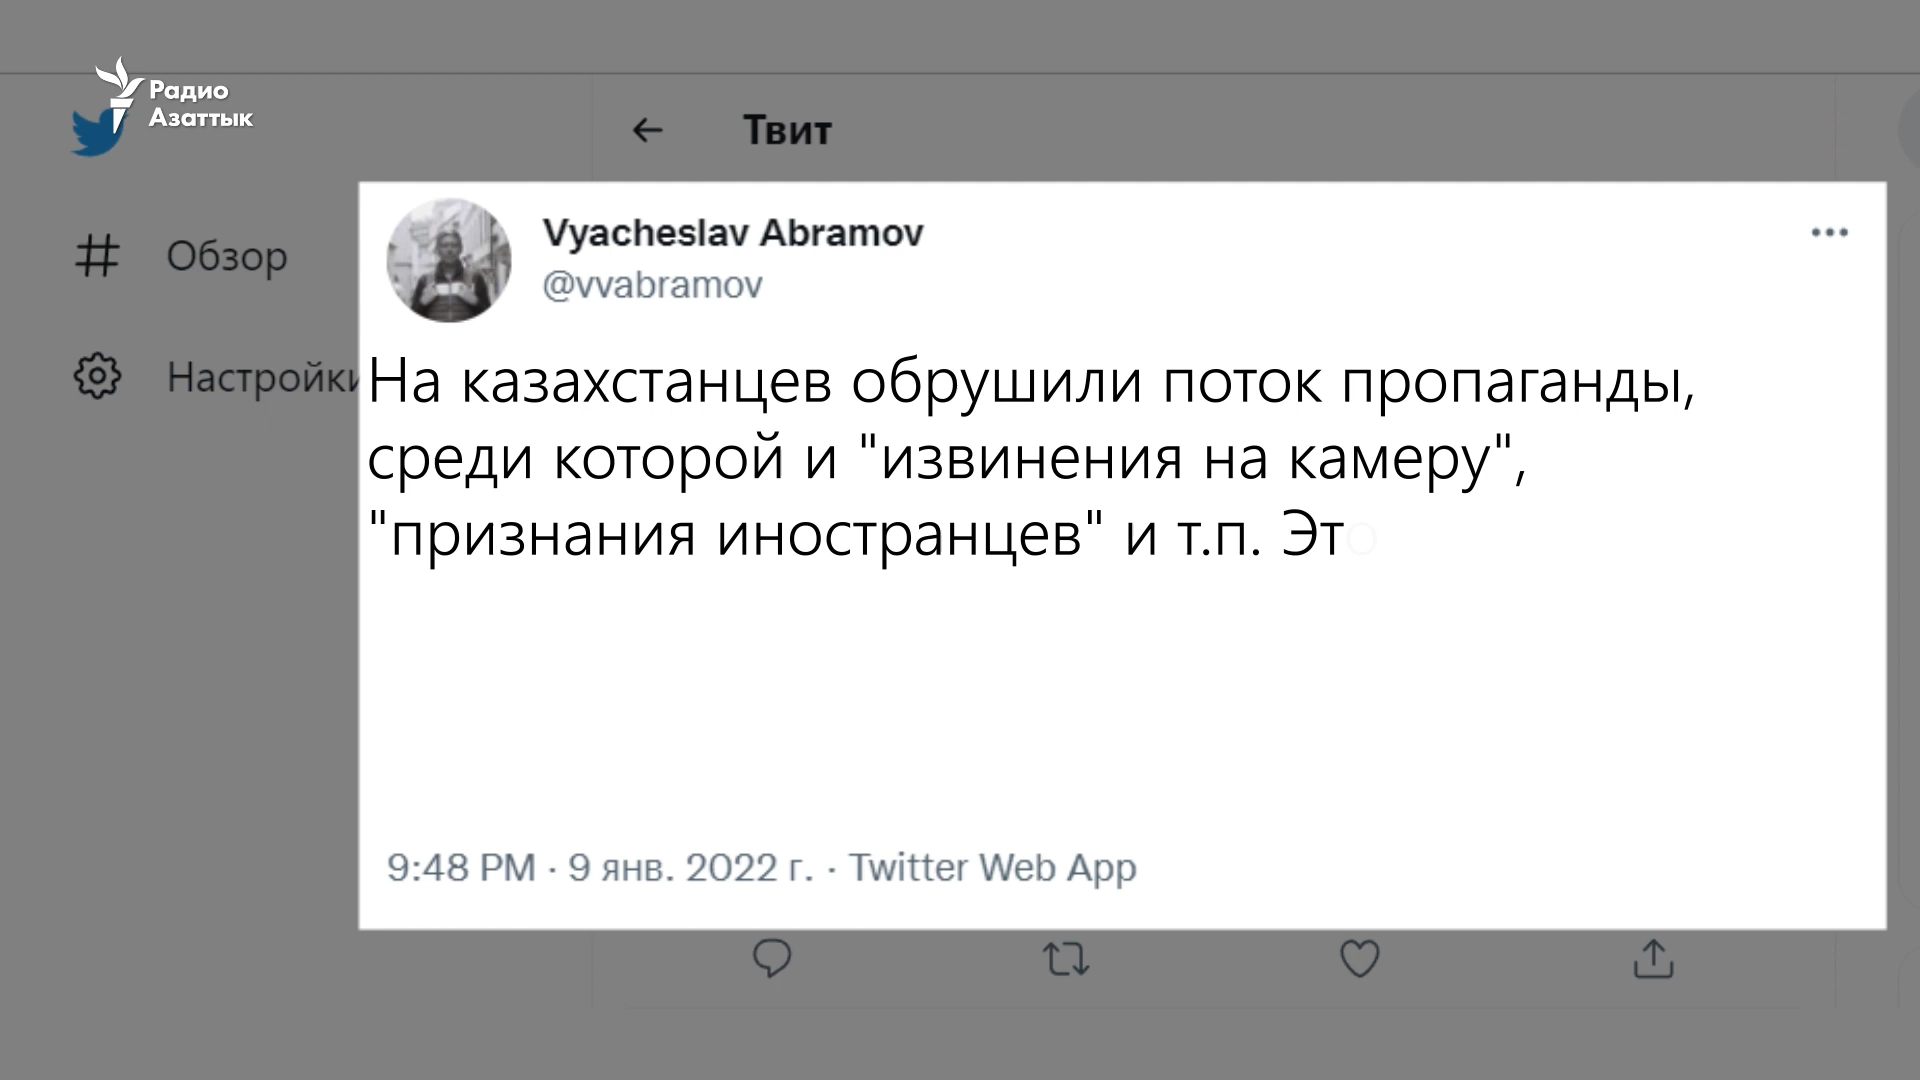 Радио
Азаттык
Твит
Обзор
Настройки
Vyacheslav Abramov
@vvabramov
На казахстанцев обрушили поток пропаганды,
среди которой и "извинения на камеру",
"признания иностранцев" и т.п. Это
9:48 PM · 9 янв. 2022 г. · Twitter Web App